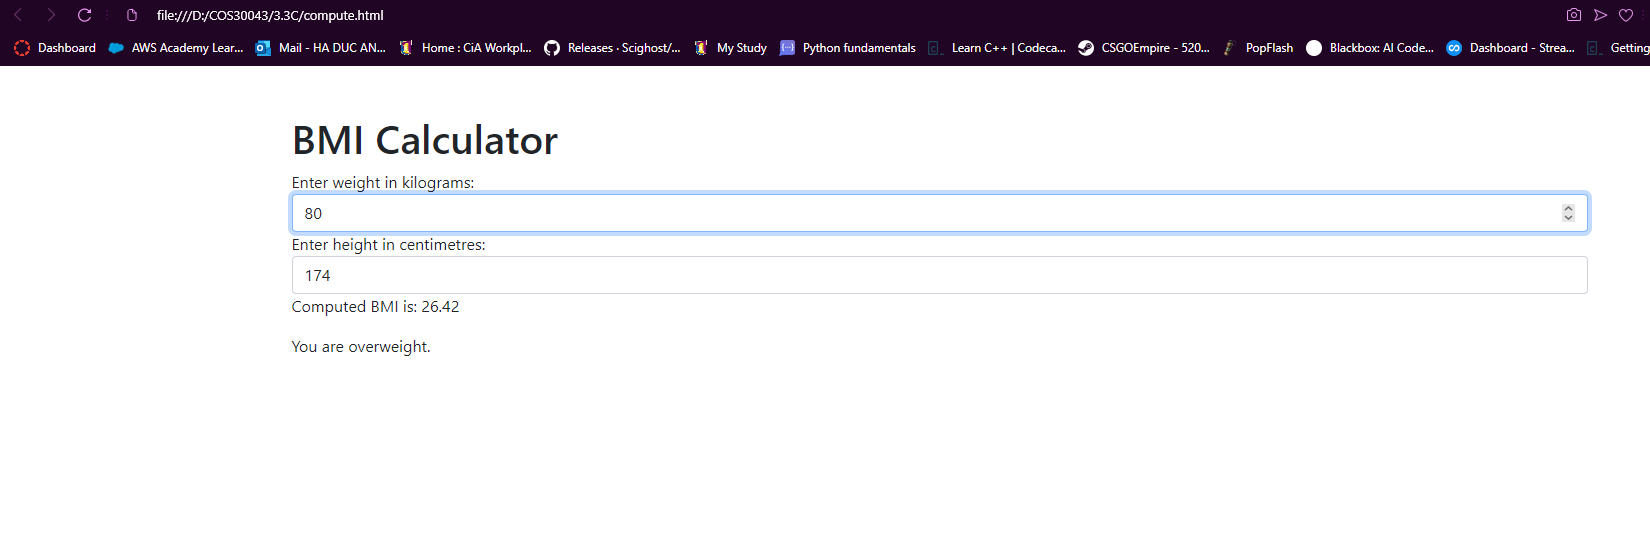 file:///D:/COS30043/3.3C/compute.html
Dashboard AWS Academy Lear... Mail - HA DUC AN... Home : CiA Workpl... Releases · Scighost/... My Study Python fundamentals Learn C++ | Codeca... CSGOEmpire - 520... PopFlash Blackbox: AI Code... Dashboard - Strea... Getting
BMI Calculator
Enter weight in kilograms:
80
Enter height in centimetres:
174
Computed BMI is: 26.42
You are overweight.